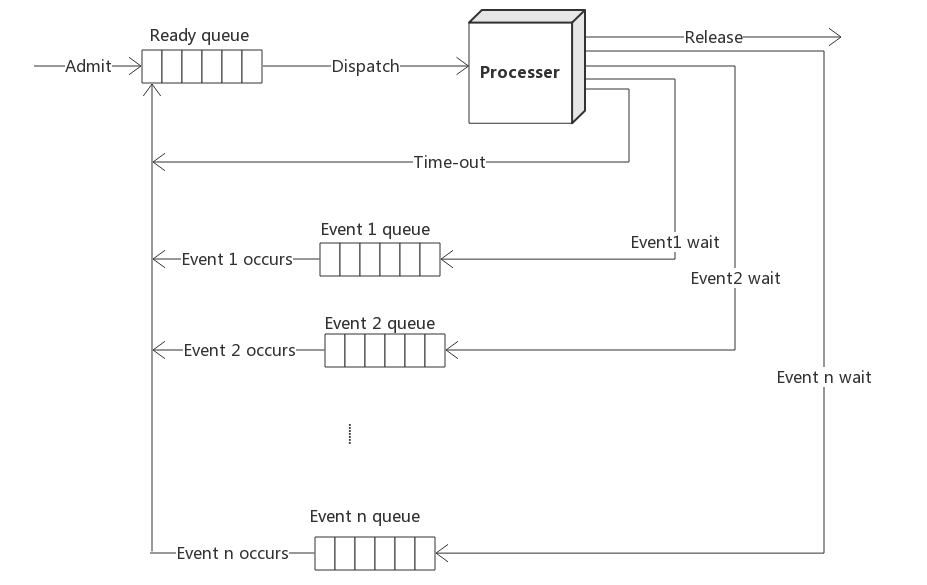 Ready queue
Release
Admit
Dispatch
Processer
Time-out
Event 1 queue
Event1 wait
Event 1 occurs
Event2 wait
Event 2 queue
Event 2 occurs
Event n wait
Event n queue
Event n occurs